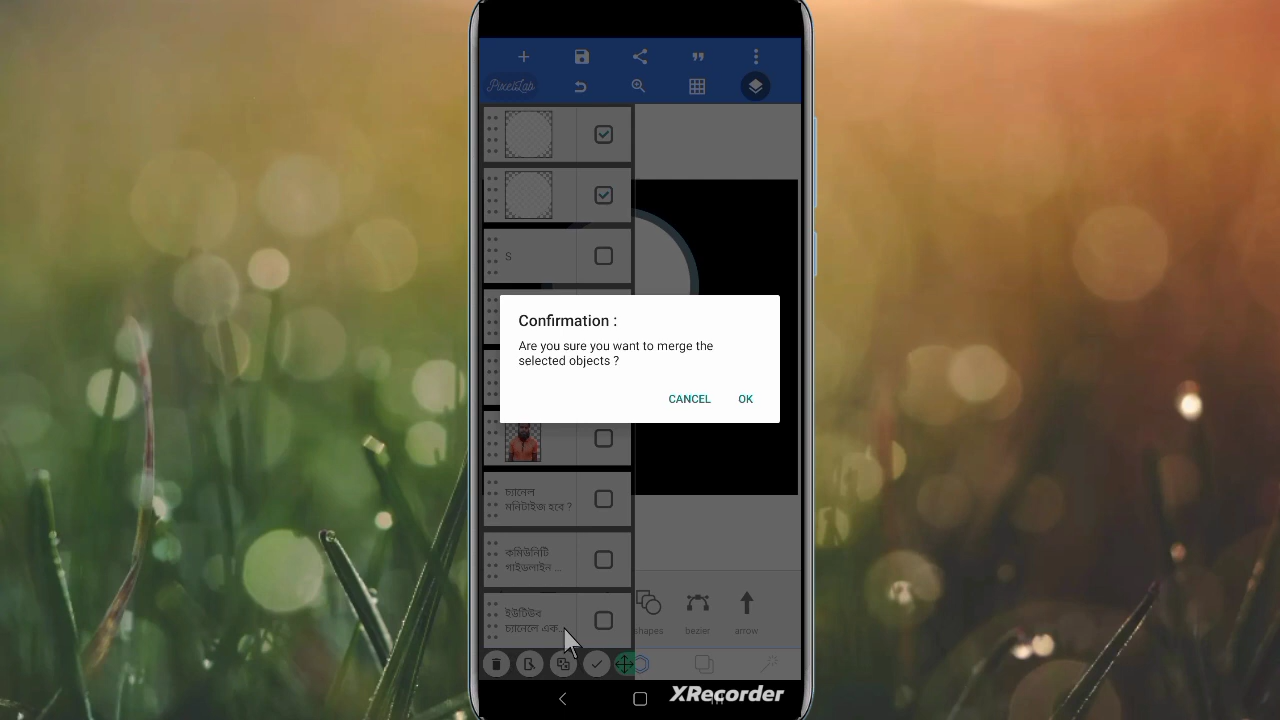 PixelLab
S
Confirmation :
Are you sure you want to merge the
selected objects ?
CANCEL
OK
চ্যানেল
মনিটাইজ হবে ?
কমিউনিটি
গাইডলাইন ...
ইউটিউব
চ্যানেলে এক...
shapes
bezier
arrow
XRecorder